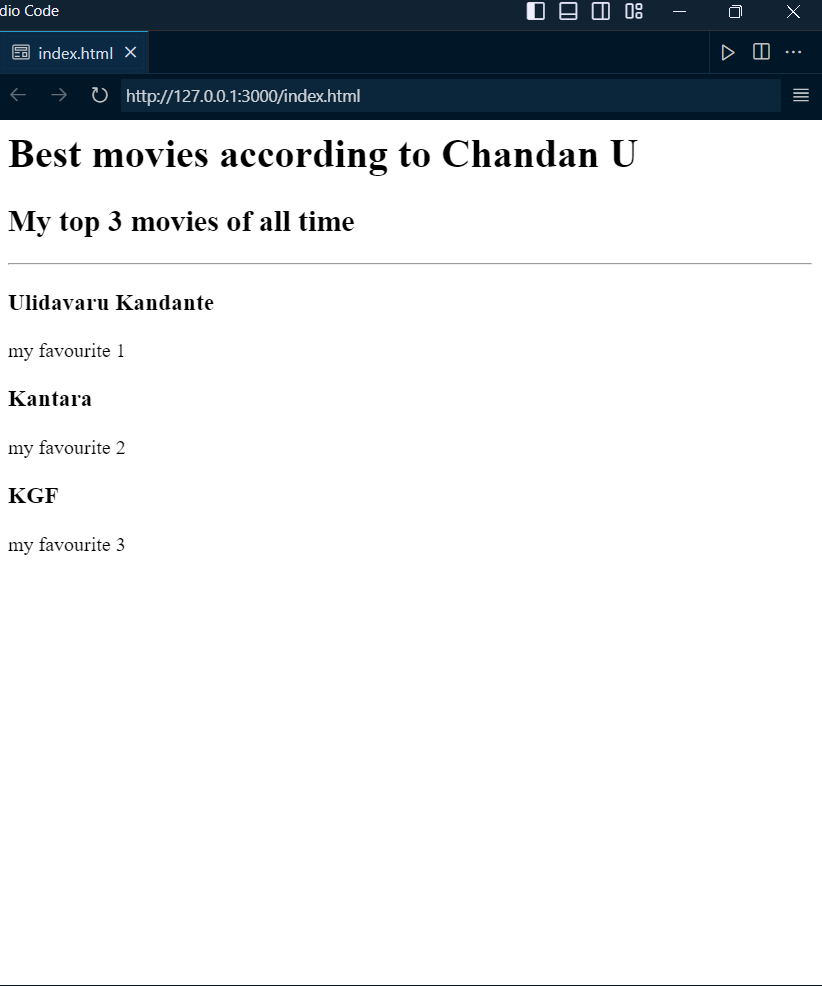 dio Code
index.html
http://127.0.0.1:3000/index.html
Best movies according to Chandan U
My top 3 movies of all time
Ulidavaru Kandante
my favourite 1
Kantara
my favourite 2
KGF
my favourite 3